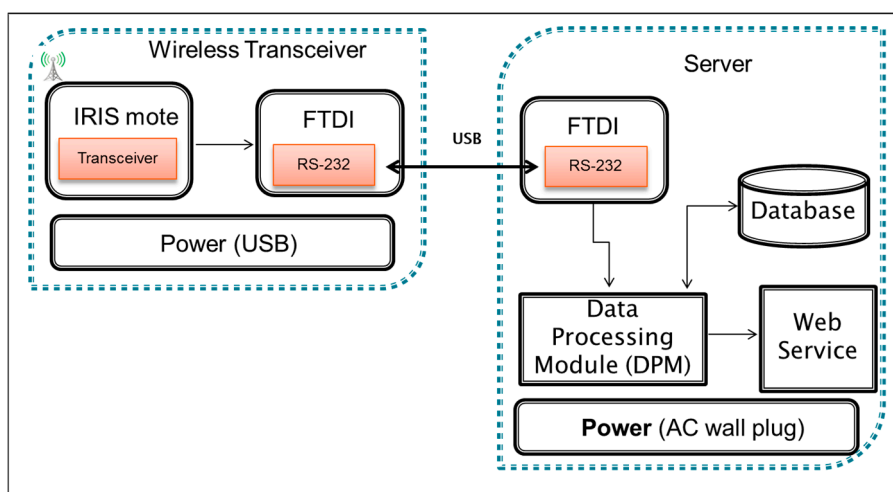 Wireless Transceiver
IRIS mote
Transceiver
FTDI
RS-232
Power (USB)
USB
Server
FTDI
RS-232
Database
Data
Processing
Module (DPM)
Web
Service
Power (AC wall plug)